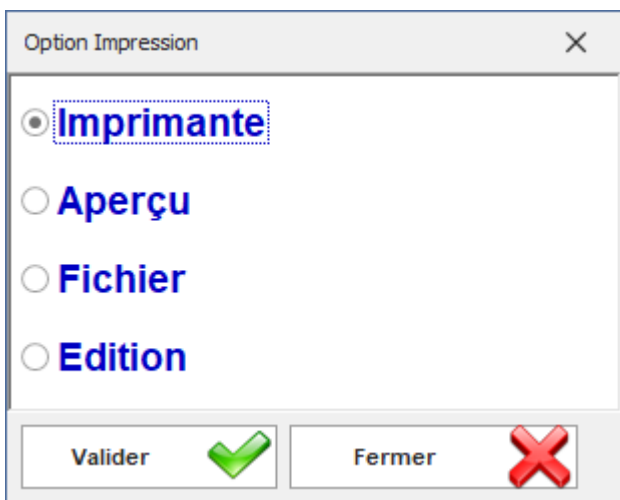 Option Impression
Imprimante
Aperçu
Fichier
Edition
Valider
Fermer